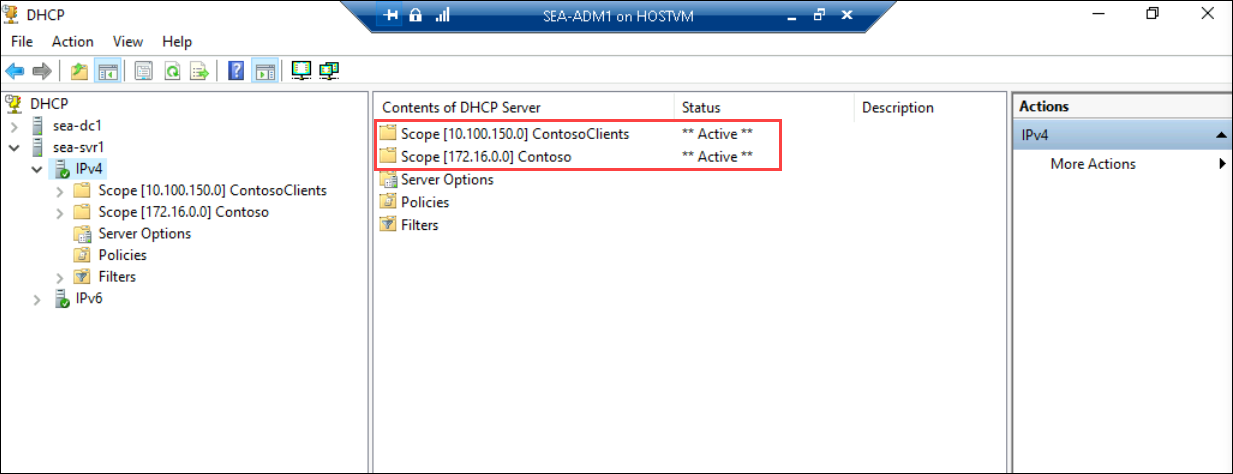 DHCP
SEA-ADM1 on HOSTVM
File Action View Help
DHCP
sea-dc1
sea-svr1
IPv4
Scope [10.100.150.0] ContosoClients
Scope [172.16.0.0] Contoso
Server Options
Policies
Filters
IPv6
Contents of DHCP Server Status Description
Scope [10.100.150.0] ContosoClients ** Active **
Scope [172.16.0.0] Contoso ** Active **
Server Options
Policies
Filters
Actions
IPv4
More Actions